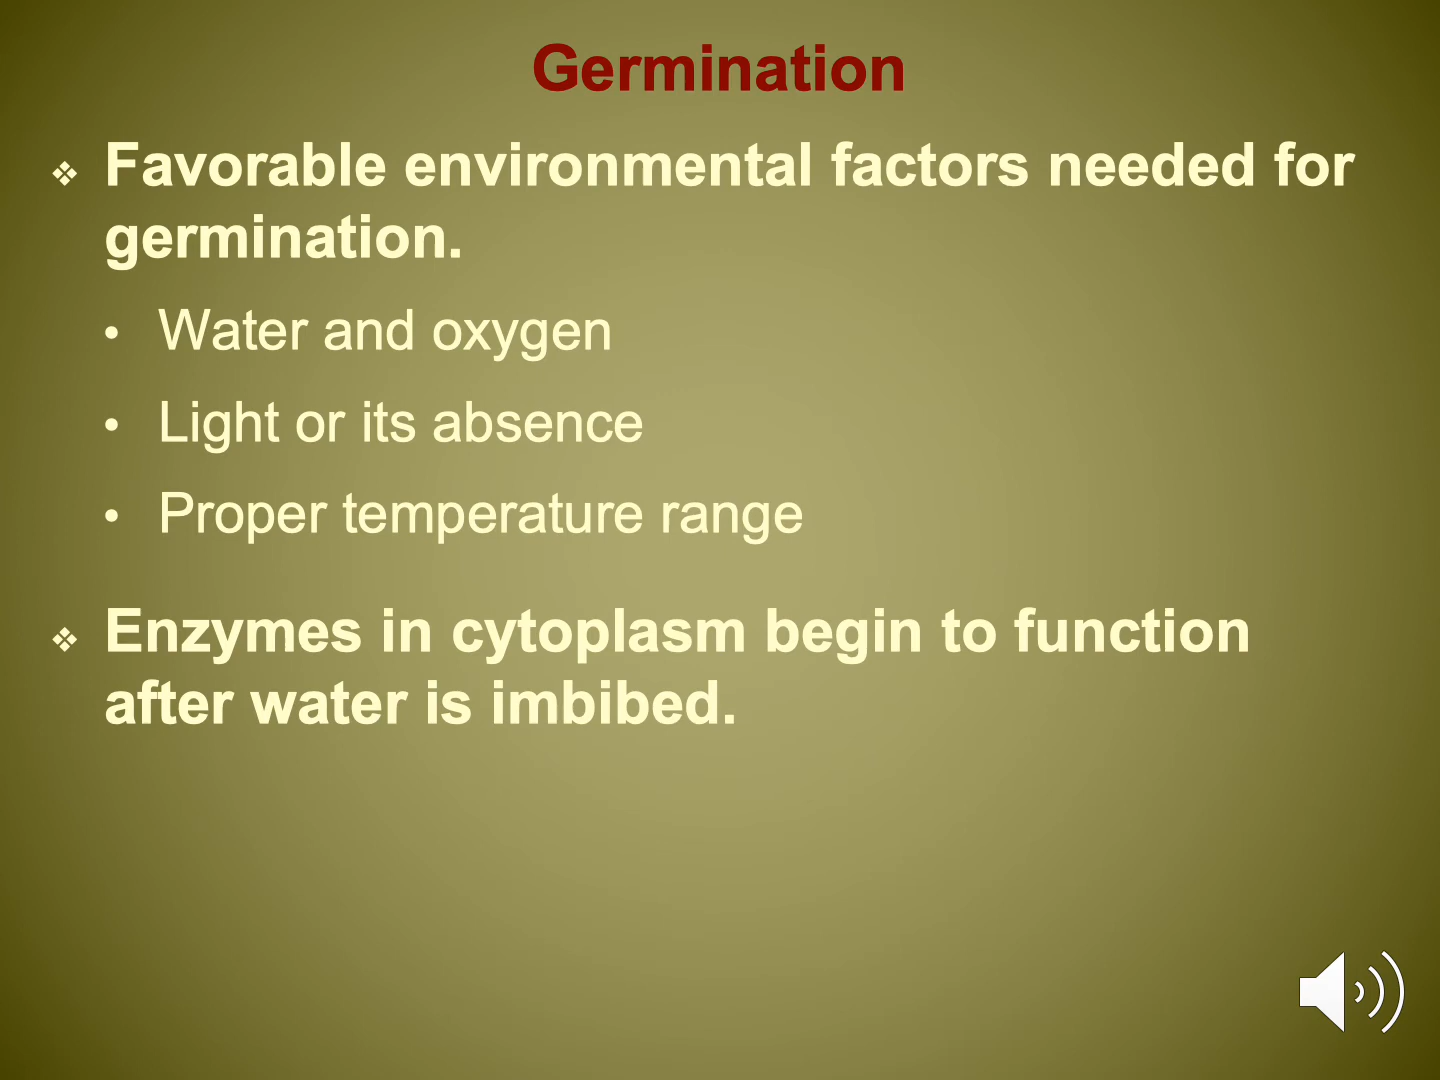 Germination
❖ Favorable environmental factors needed for
germination.
• Water and oxygen
• Light or its absence
• Proper temperature range
❖ Enzymes in cytoplasm begin to function
after water is imbibed.